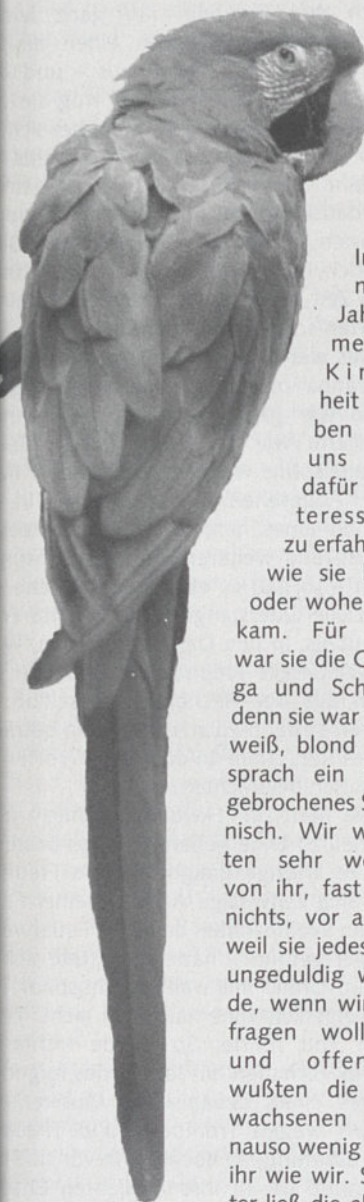 In
n
Jah
me
Kin
heit
ben
uns
dafür
teress
zu erfah
wie sie
oder wohe
kam. Für
war sie die G
ga und Sch
denn sie war
weiß, blond
sprach ein
gebrochenes S
nisch. Wir w
ten sehr we
von ihr, fast
nichts, vor a
weil sie jedes
ungeduldig w
de, wenn wir
fragen woll
und offen
wußten die
wachsenen
nauso wenig
ihr wie wir. S
ter ließ die a